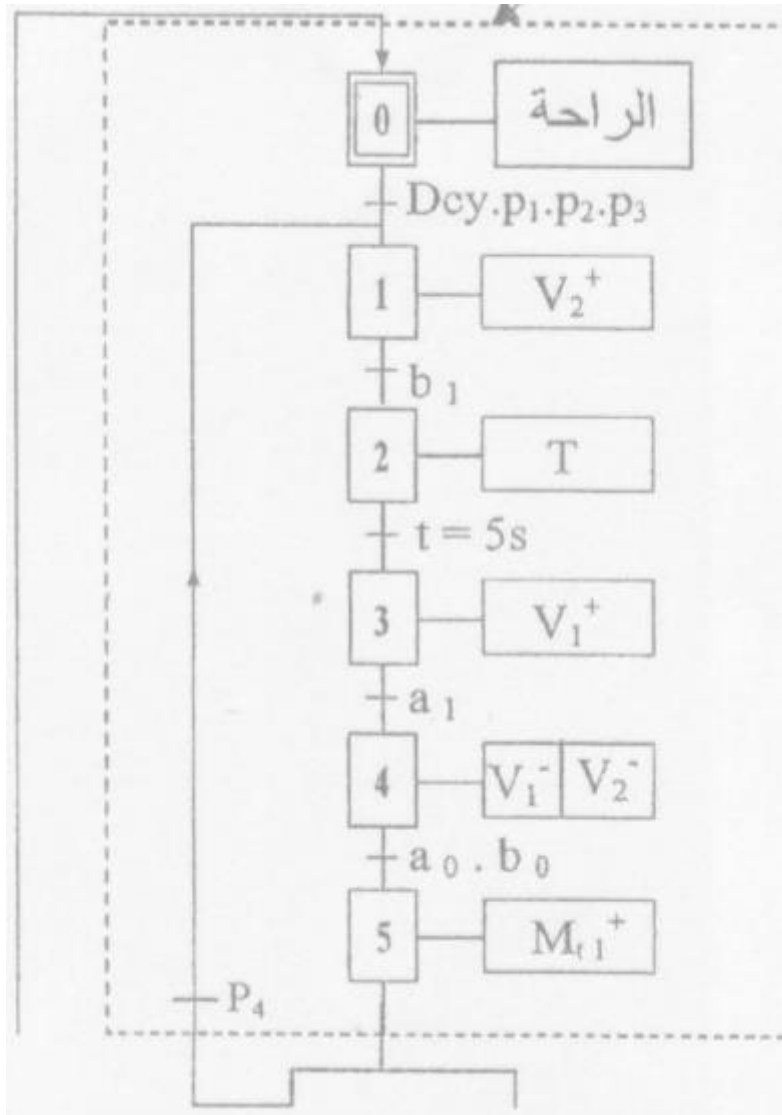 0 الراحة
Dcy.p₁.p₂.p₃
1 V₂⁺
b₁
2 T
t = 5s
3 V₁⁺
a₁
4 V₁⁻ V₂⁻
a₀ . b₀
5 Mₜ₁⁺
P₄